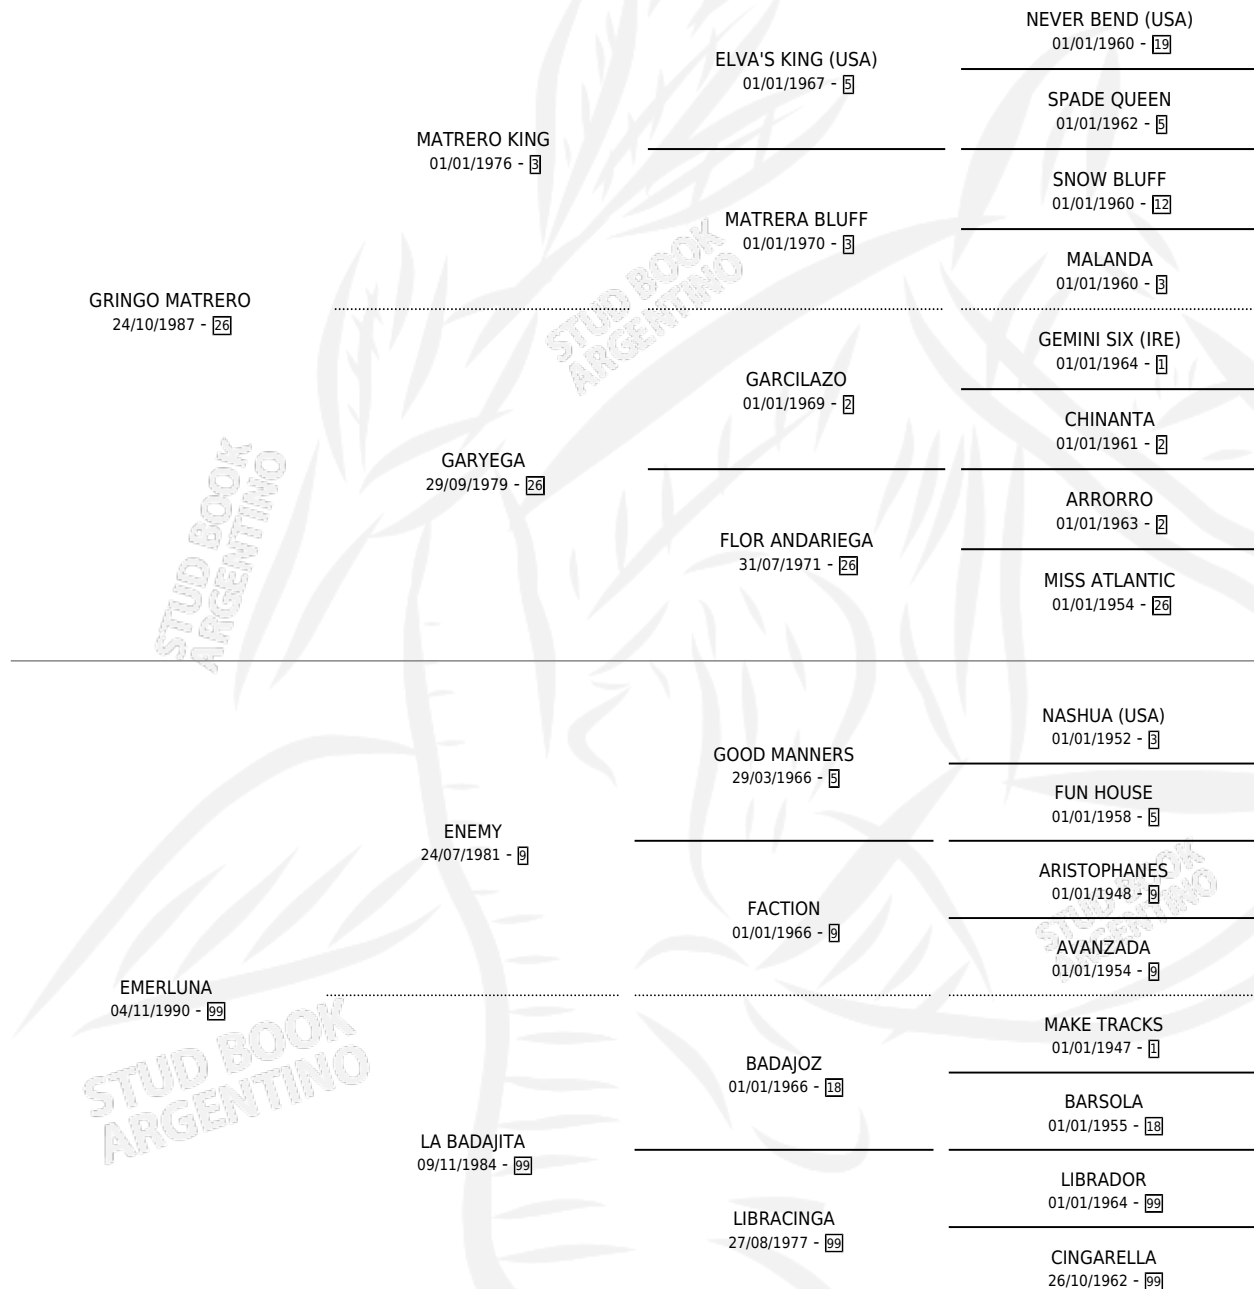 GRINGO MATRERO
24/10/1987 - 26
MATRERO KING
01/01/1976 - 3
ELVA'S KING (USA)
01/01/1967 - 5
NEVER BEND (USA)
01/01/1960 - 19
SPADE QUEEN
01/01/1962 - 5
MATRERA BLUFF
01/01/1970 - 3
SNOW BLUFF
01/01/1960 - 12
MALANDA
01/01/1960 - 3
GARYEGA
29/09/1979 - 26
GARCILAZO
01/01/1969 - 2
GEMINI SIX (IRE)
01/01/1964 - 1
CHINANTA
01/01/1961 - 2
FLOR ANDARIEGA
31/07/1971 - 26
ARRORRO
01/01/1963 - 2
MISS ATLANTIC
01/01/1954 - 26
EMERLUNA
04/11/1990 - 99
ENEMY
24/07/1981 - 9
GOOD MANNERS
29/03/1966 - 5
NASHUA (USA)
01/01/1952 - 3
FUN HOUSE
01/01/1958 - 5
FACTION
01/01/1966 - 9
ARISTOPHANES
01/01/1948 - 9
AVANZADA
01/01/1954 - 9
LA BADAJITA
09/11/1984 - 99
BADAJOZ
01/01/1966 - 18
MAKE TRACKS
01/01/1947 - 1
BARSOLA
01/01/1955 - 18
LIBRACINGA
27/08/1977 - 99
LIBRADOR
01/01/1964 - 99
CINGARELLA
26/10/1962 - 99
STUD BOOK
ARGENTINO
STUD BOOK
ARGENTINO
STUD BOOK
ARGENTINO
STUD BOOK
ARGENTINO